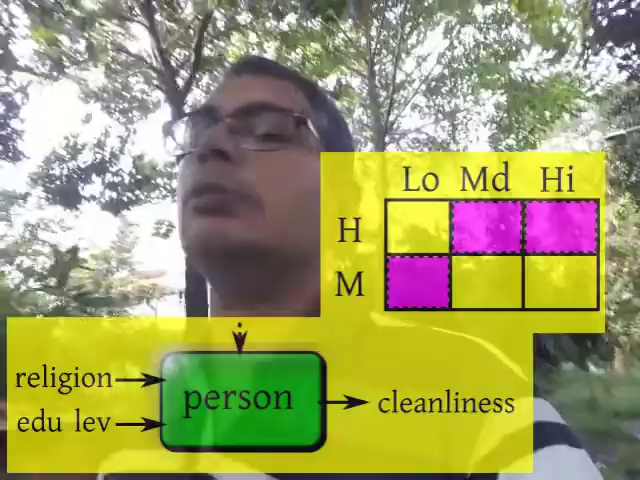 Lo Md Hi
H
M
religion
person
cleanliness
edu lev